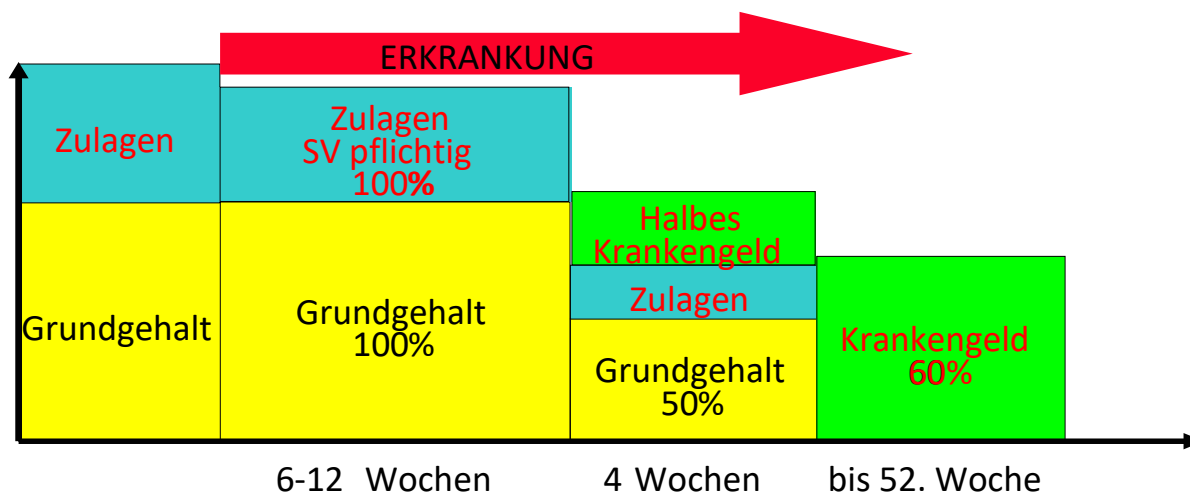 ERKRANKUNG
Zulagen
Zulagen
SV pflichtig
100%
Halbes
Krankengeld
Zulagen
Grundgehalt
Grundgehalt
100%
Grundgehalt
50%
Krankengeld
60%
6-12 Wochen
4 Wochen
bis 52. Woche